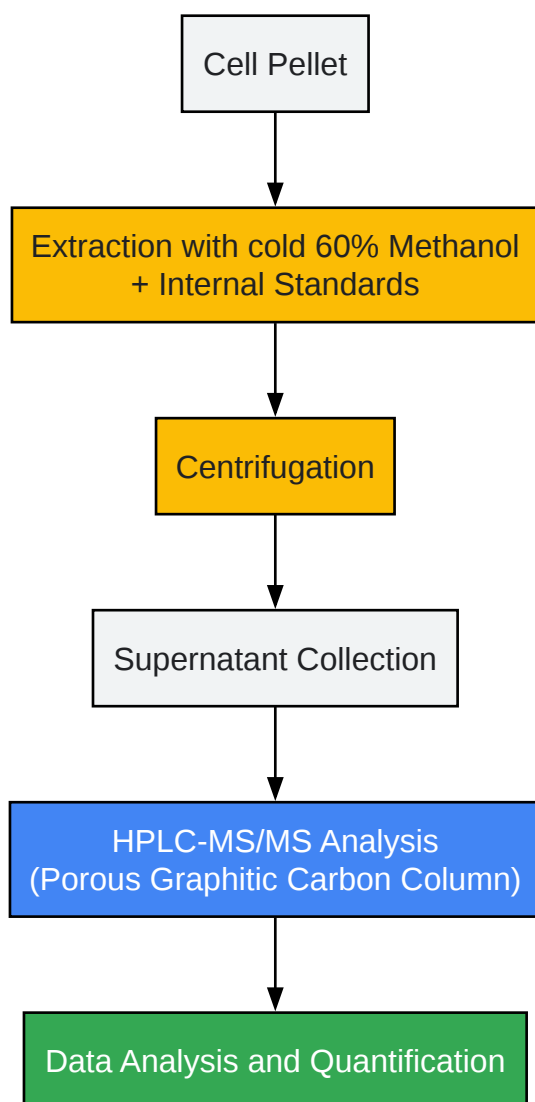 Cell Pellet
Extraction with cold 60% Methanol
+ Internal Standards
Centrifugation
Supernatant Collection
HPLC-MS/MS Analysis
(Porous Graphitic Carbon Column)
Data Analysis and Quantification